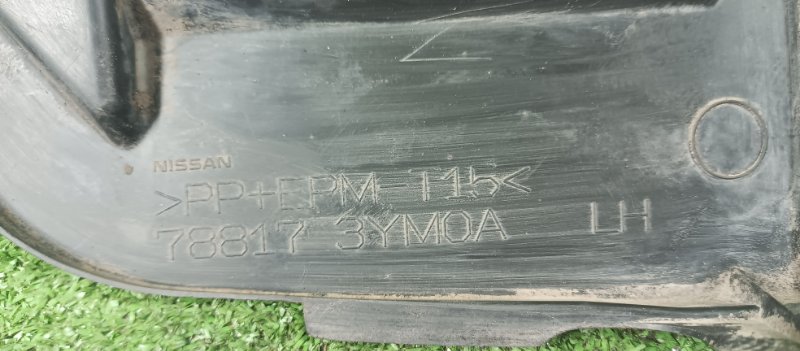 NISSAN
>PP+EPM-T15<
78817 3YM0A LH